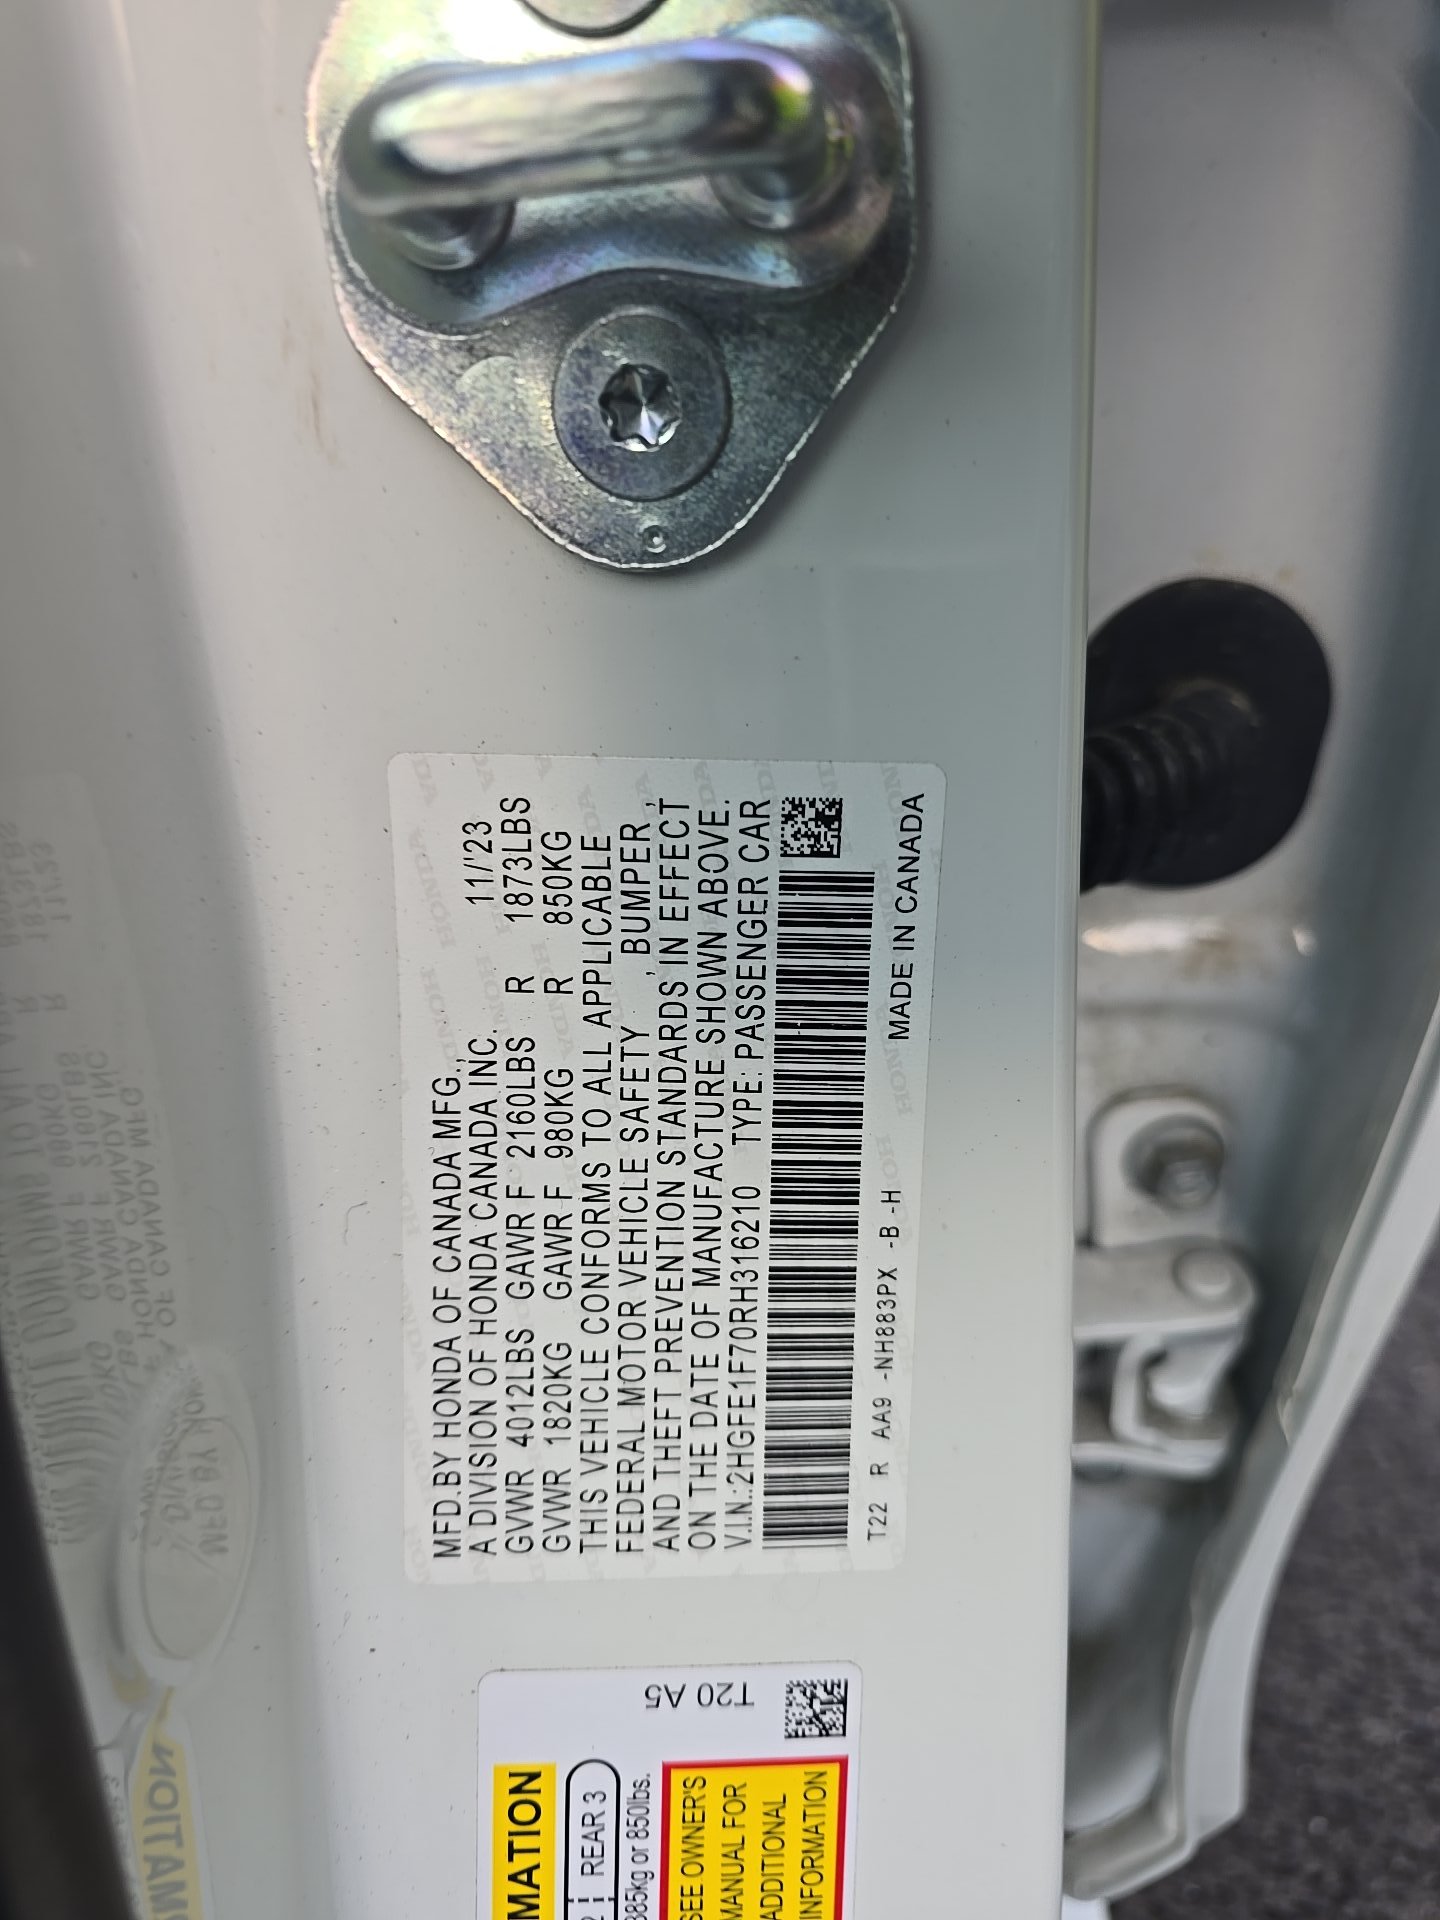 MFD.BY HONDA OF CANADA MFG.,
A DIVISION OF HONDA CANADA INC. 11/'23
GVWR 4012LBS GAWR F 2160LBS R 1873LBS
GVWR 1820KG GAWR F 980KG R 850KG
THIS VEHICLE CONFORMS TO ALL APPLICABLE
FEDERAL MOTOR VEHICLE SAFETY , BUMPER ,
AND THEFT PREVENTION STANDARDS IN EFFECT
ON THE DATE OF MANUFACTURE SHOWN ABOVE.
V.I.N.:2HGFE1F70RH316210 TYPE: PASSENGER CAR
T22 R AA9 -NH883PX -B -H
MADE IN CANADA
T20 A5
MATION
2 REAR 3
385kg or 850lbs.
SEE OWNER'S
MANUAL FOR
ADDITIONAL
INFORMATION